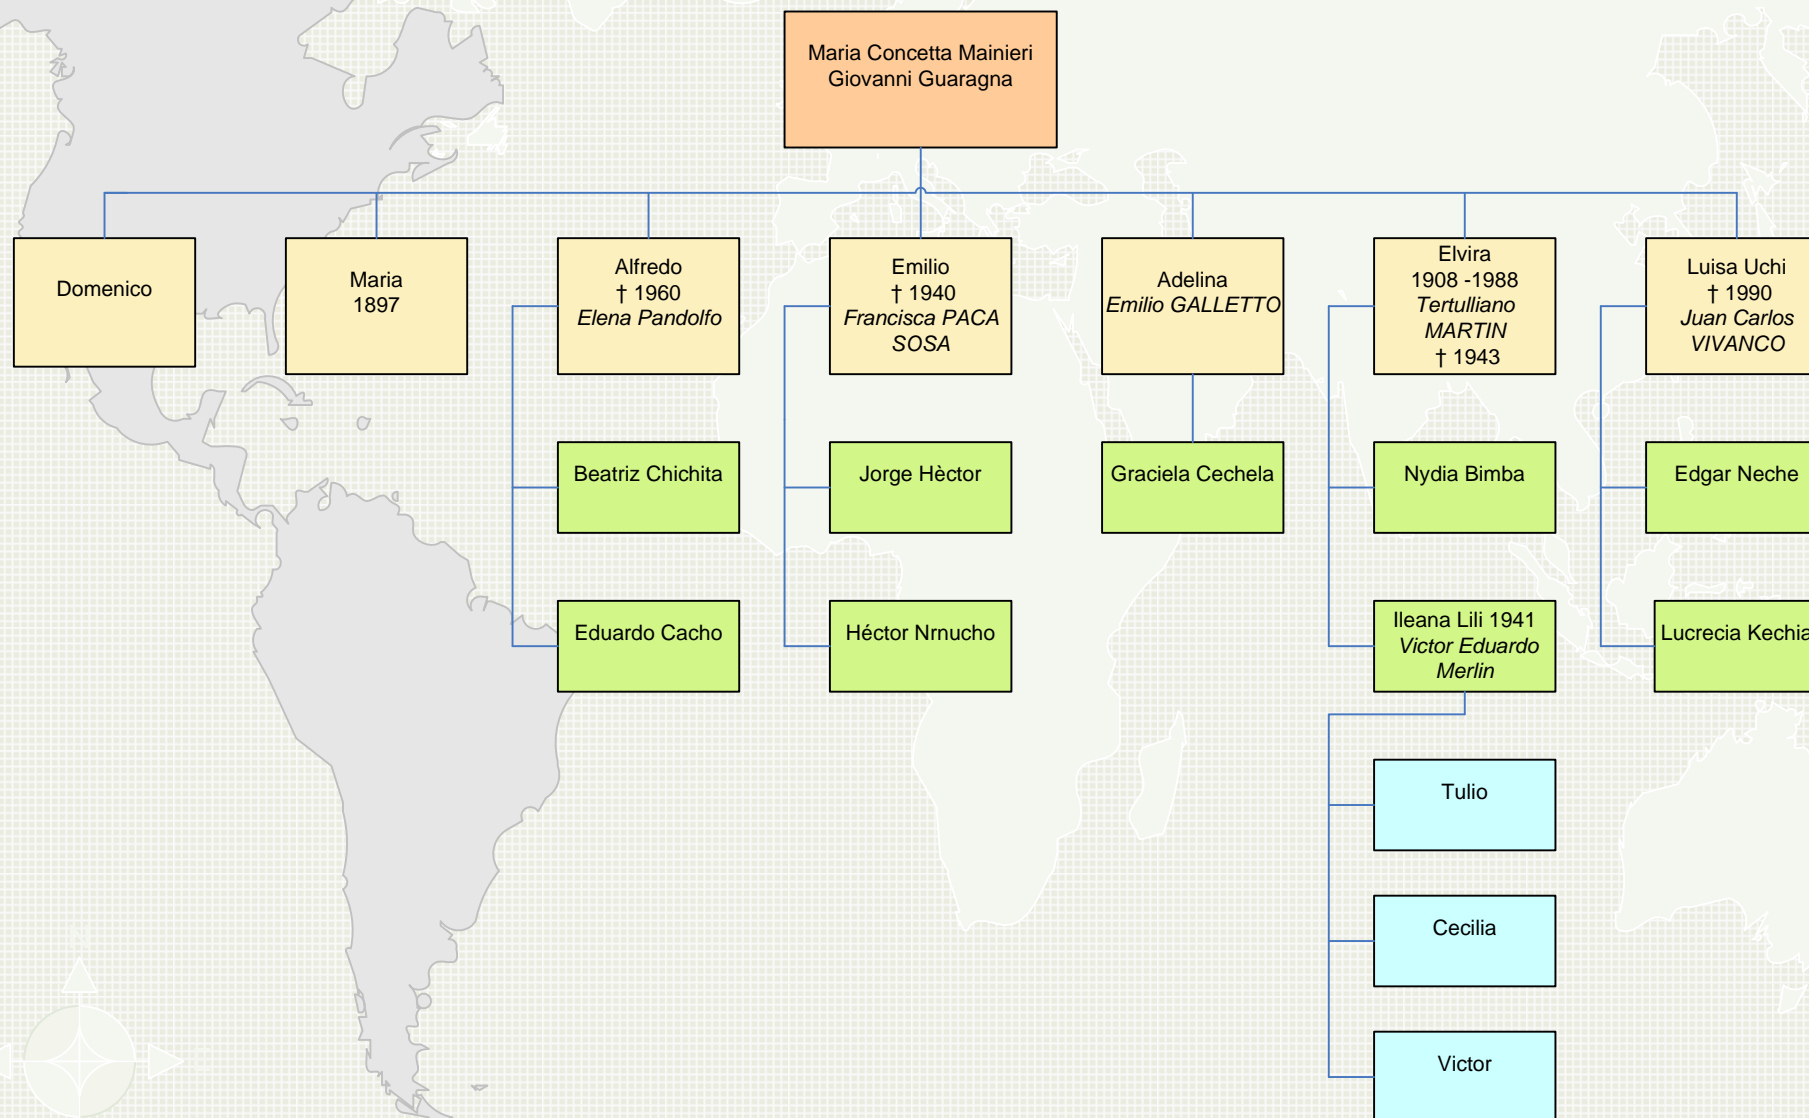 Maria Concetta Mainieri
Giovanni Guaragna
Domenico
Maria
1897
Alfredo
† 1960
Elena Pandolfo
Emilio
† 1940
Francisca PACA
SOSA
Adelina
Emilio GALLETTO
Elvira
1908 -1988
Tertulliano
MARTIN
† 1943
Luisa Uchi
† 1990
Juan Carlos
VIVANCO
Beatriz Chichita
Jorge Hèctor
Graciela Cechela
Nydia Bimba
Edgar Neche
Eduardo Cacho
Héctor Nrnucho
Ileana Lili 1941
Victor Eduardo
Merlin
Lucrecia Kechia
Tulio
Cecilia
Victor